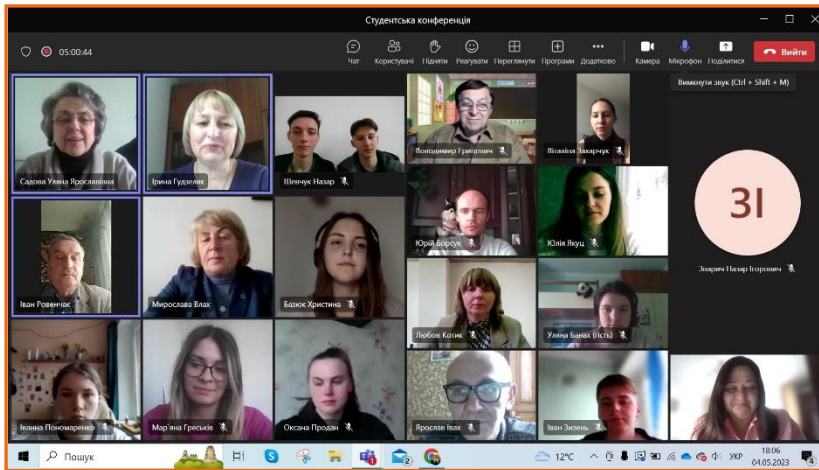 Студентська конференція
05:00:44
Чат
Користувачі
Підняти
Реагувати
Переглянути
Програми
Додатково
Камера
Мікрофон
Поділитися
Вийти
Вимкнути звук (Ctrl + Shift + M)
Садова Уляна Ярославівна
Ірина Гудзеляк
Шевчук Назар
Володимир Грицевич
Віталіна Захарчук
Юрій Борсук
Юлія Якуц
ЗІ
Зварич Назар Ігорович
Іван Ровенчак
Мирослава Влах
Базюк Христина
Любов Котик
Уляна Банах (гість)
Іванна Пономаренко
Мар'яна Греськів
Оксана Продан
Ярослав Івах
Іван Зизень
Пошук
12°C
УКР
18:06
04.05.2023